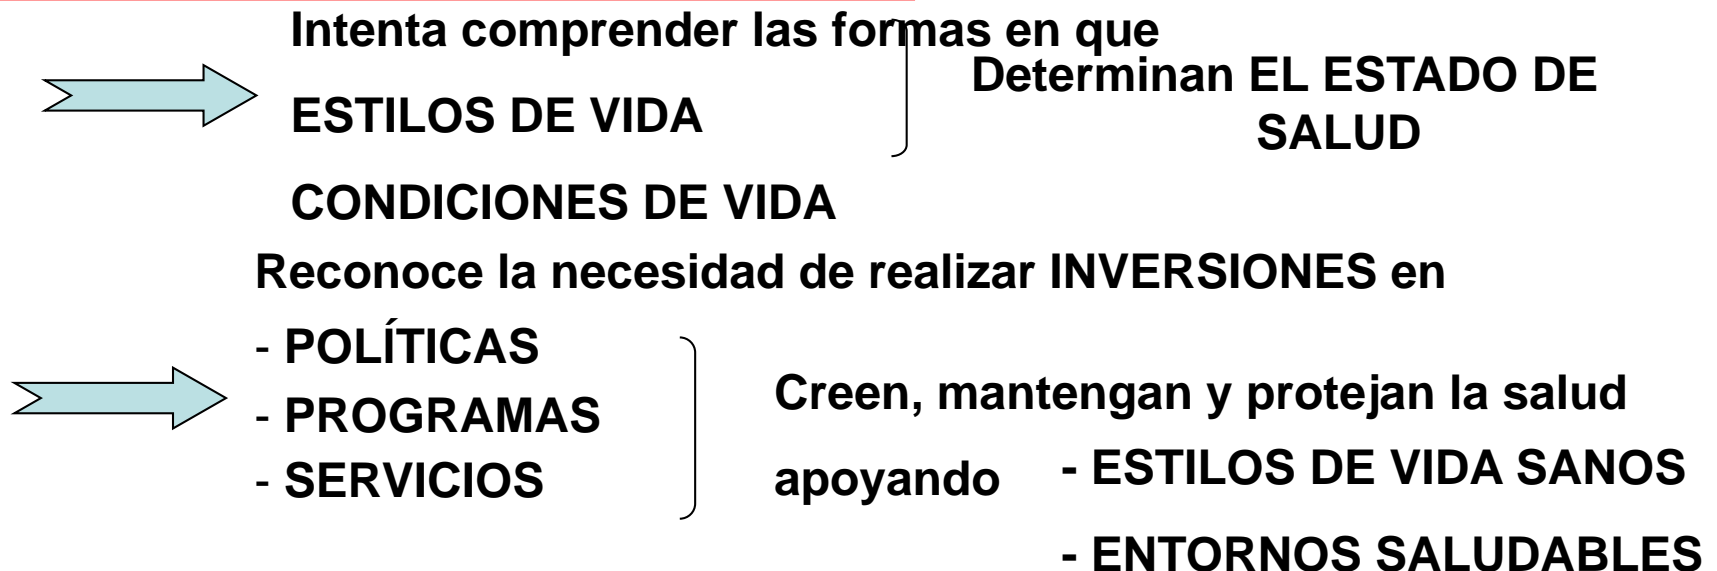 Intenta comprender las formas en que
ESTILOS DE VIDA
CONDICIONES DE VIDA
Determinan EL ESTADO DE
SALUD
Reconoce la necesidad de realizar INVERSIONES en
- POLÍTICAS
- PROGRAMAS
- SERVICIOS
Creen, mantengan y protejan la salud
apoyando
- ESTILOS DE VIDA SANOS
- ENTORNOS SALUDABLES